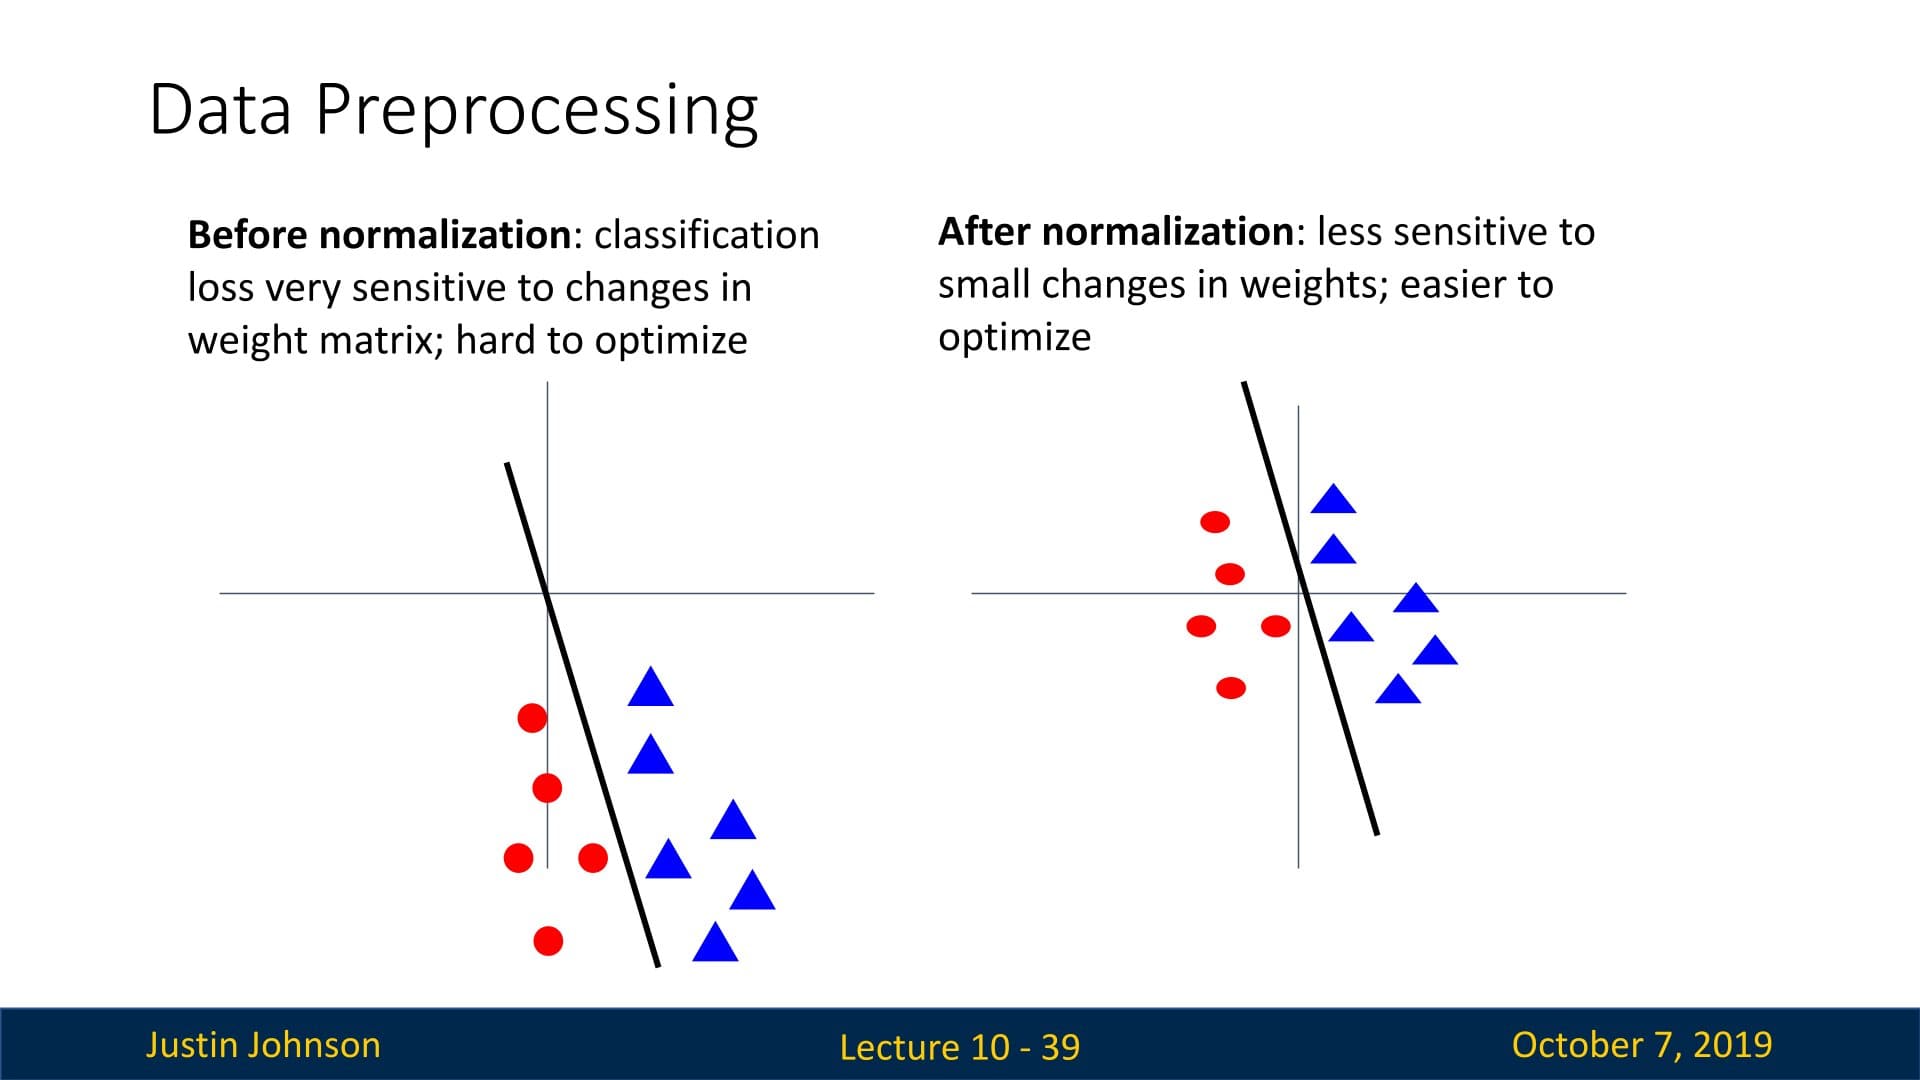 Data Preprocessing
Before normalization: classification
loss very sensitive to changes in
weight matrix; hard to optimize
After normalization: less sensitive to
small changes in weights; easier to
optimize
Justin Johnson
Lecture 10 - 39
October 7, 2019